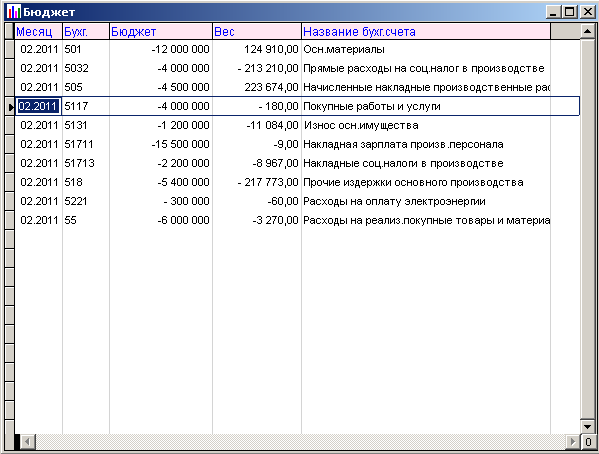 Бюджет
Месяц Бухг. Бюджет Вес Название бухг.счета
02.2011 501 -12 000 000 124 910,00 Осн.материалы
02.2011 5032 -4 000 000 - 213 210,00 Прямые расходы на соц.налог в производстве
02.2011 505 -4 500 000 223 674,00 Начисленные накладные производственные рас
02.2011 5117 -4 000 000 - 180,00 Покупные работы и услуги
02.2011 5131 -1 200 000 -11 084,00 Износ осн.имущества
02.2011 51711 -15 500 000 -9,00 Накладная зарплата произв.персонала
02.2011 51713 -2 200 000 -8 967,00 Накладные соц.налоги в производстве
02.2011 518 -5 400 000 - 217 773,00 Прочие издержки основного производства
02.2011 5221 - 300 000 -60,00 Расходы на оплату электроэнергии
02.2011 55 -6 000 000 -3 270,00 Расходы на реализ.покупные товары и материа
0